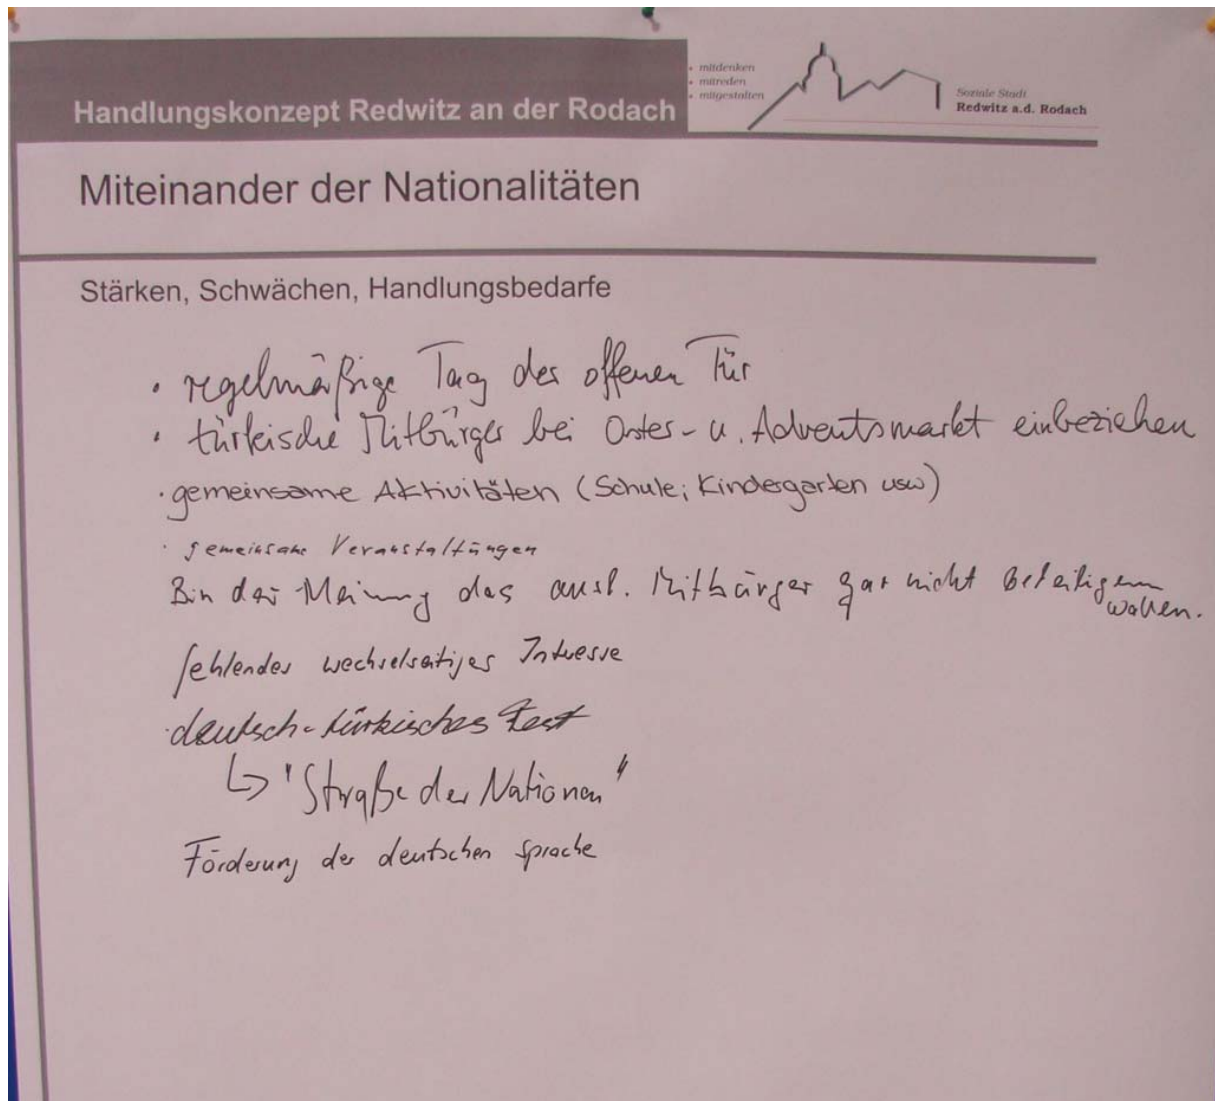 • mitdenken
• mitreden
• mitgestalten
Soziale Stadt
Redwitz a.d. Rodach
Handlungskonzept Redwitz an der Rodach
Miteinander der Nationalitäten
Stärken, Schwächen, Handlungsbedarfe
• regelmäßige Tag des offenen Tür
• türkische Mitbürger bei Oster- u. Adventsmarkt einbeziehen
• gemeinsame Aktivitäten (Schule; Kindergarten usw)
• gemeinsame Veranstaltungen
Bin der Meinung das ausl. Mitbürger gar nicht beteiligen
wollen.
fehlendes wechselseitiges Interesse
• deutsch-türkisches Fest
↳ "Straße der Nationen"
Förderung der deutschen Sprache